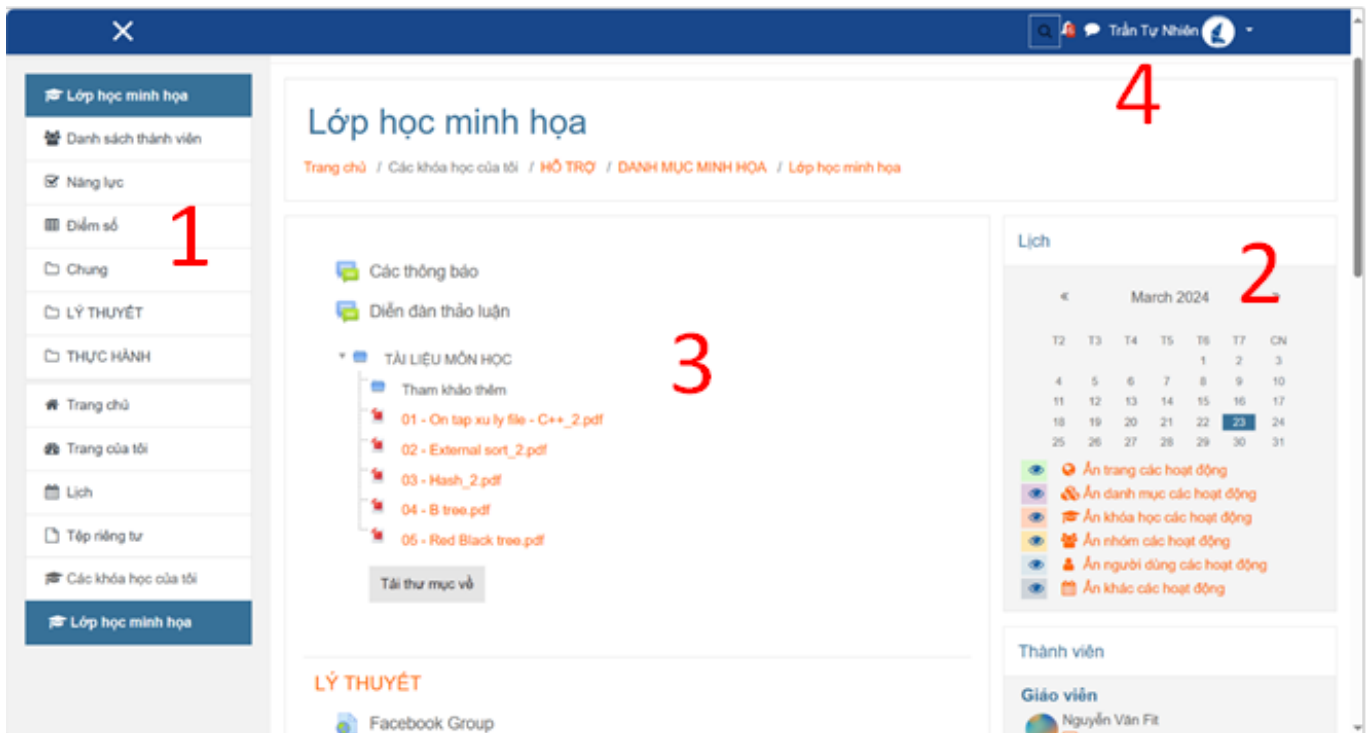 Trần Tự Nhiên
4
Lớp học minh họa
Danh sách thành viên
Năng lực
Điểm số
1
Chung
LÝ THUYẾT
THỰC HÀNH
Trang chủ
Trang của tôi
Lịch
Tệp riêng tư
Các khóa học của tôi
Lớp học minh họa
Lớp học minh họa
Trang chủ / Các khóa học của tôi / HỖ TRỢ / DANH MỤC MINH HỌA / Lớp học minh họa
Các thông báo
Diễn đàn thảo luận
3
TÀI LIỆU MÔN HỌC
Tham khảo thêm
01 - On tap xu ly file - C++_2.pdf
02 - External sort_2.pdf
03 - Hash_2.pdf
04 - B tree.pdf
05 - Red Black tree.pdf
Tải thư mục về
LÝ THUYẾT
Facebook Group
Lịch
2
« March 2024
T2 T3 T4 T5 T6 T7 CN
1 2 3
4 5 6 7 8 9 10
11 12 13 14 15 16 17
18 19 20 21 22 23 24
25 26 27 28 29 30 31
Ẩn trang các hoạt động
Ẩn danh mục các hoạt động
Ẩn khóa học các hoạt động
Ẩn nhóm các hoạt động
Ẩn người dùng các hoạt động
Ẩn khác các hoạt động
Thành viên
Giáo viên
Nguyễn Văn Fit